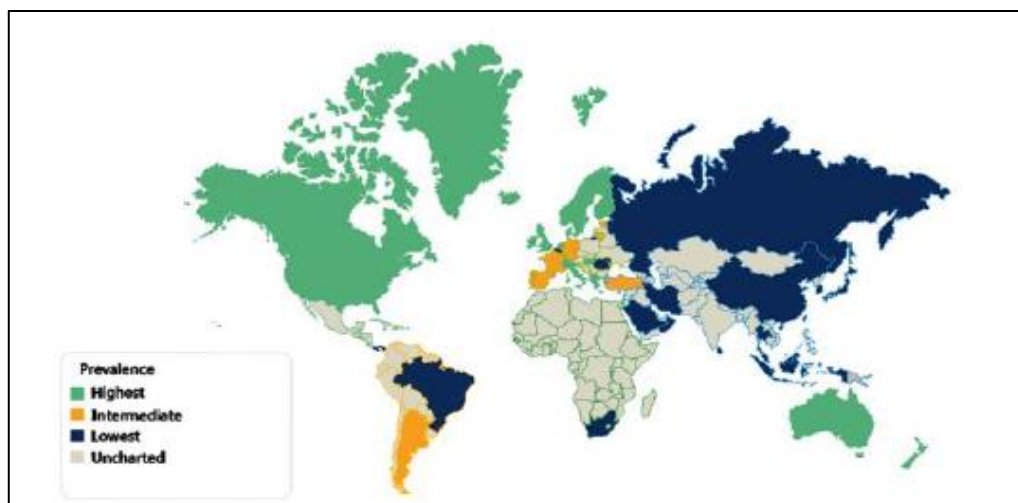 Prevalence
Highest
Intermediate
Lowest
Uncharted